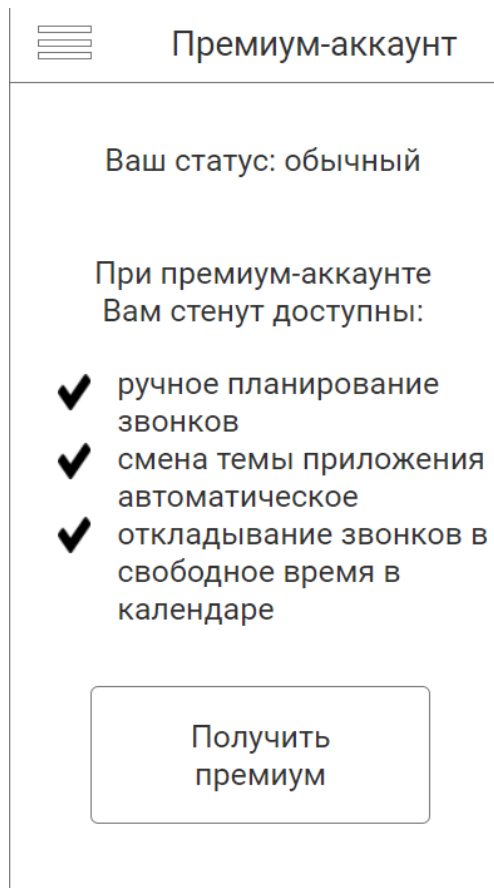 Премиум-аккаунт
Ваш статус: обычный
При премиум-аккаунте
Вам стенут доступны:
ручное планирование
звонков
смена темы приложения
автоматическое
откладывание звонков в
свободное время в
календаре
Получить
премиум